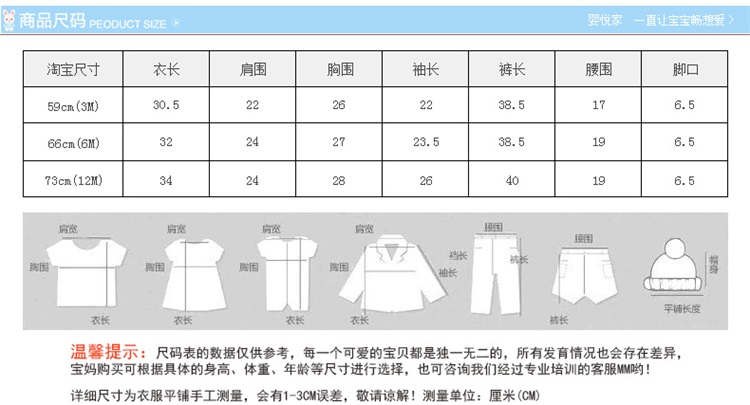 商品尺码 PEODUCT SIZE 婴悦家 一直让宝宝畅想爱
淘宝尺寸 衣长 肩围 胸围 袖长 裤长 腰围 脚口
59cm(3M) 30.5 22 26 22 38.5 17 6.5
66cm(6M) 32 24 27 23.5 38.5 19 6.5
73cm(12M) 34 24 28 26 40 19 6.5
肩宽 胸围 衣长
胸围 衣长
肩宽 胸围 衣长
肩宽 胸围 袖长 衣长
腰围 裆长 裤长
腰围 裤长
帽身 平铺长度
温馨提示：尺码表的数据仅供参考，每一个可爱的宝贝都是独一无二的，所有发育情况也会存在差异，
宝妈购买可根据具体的身高、体重、年龄等尺寸进行选择，也可咨询我们经过专业培训的客服MM哟！
详细尺寸为衣服平铺手工测量，会有1-3CM误差，敬请谅解！测量单位：厘米(CM)